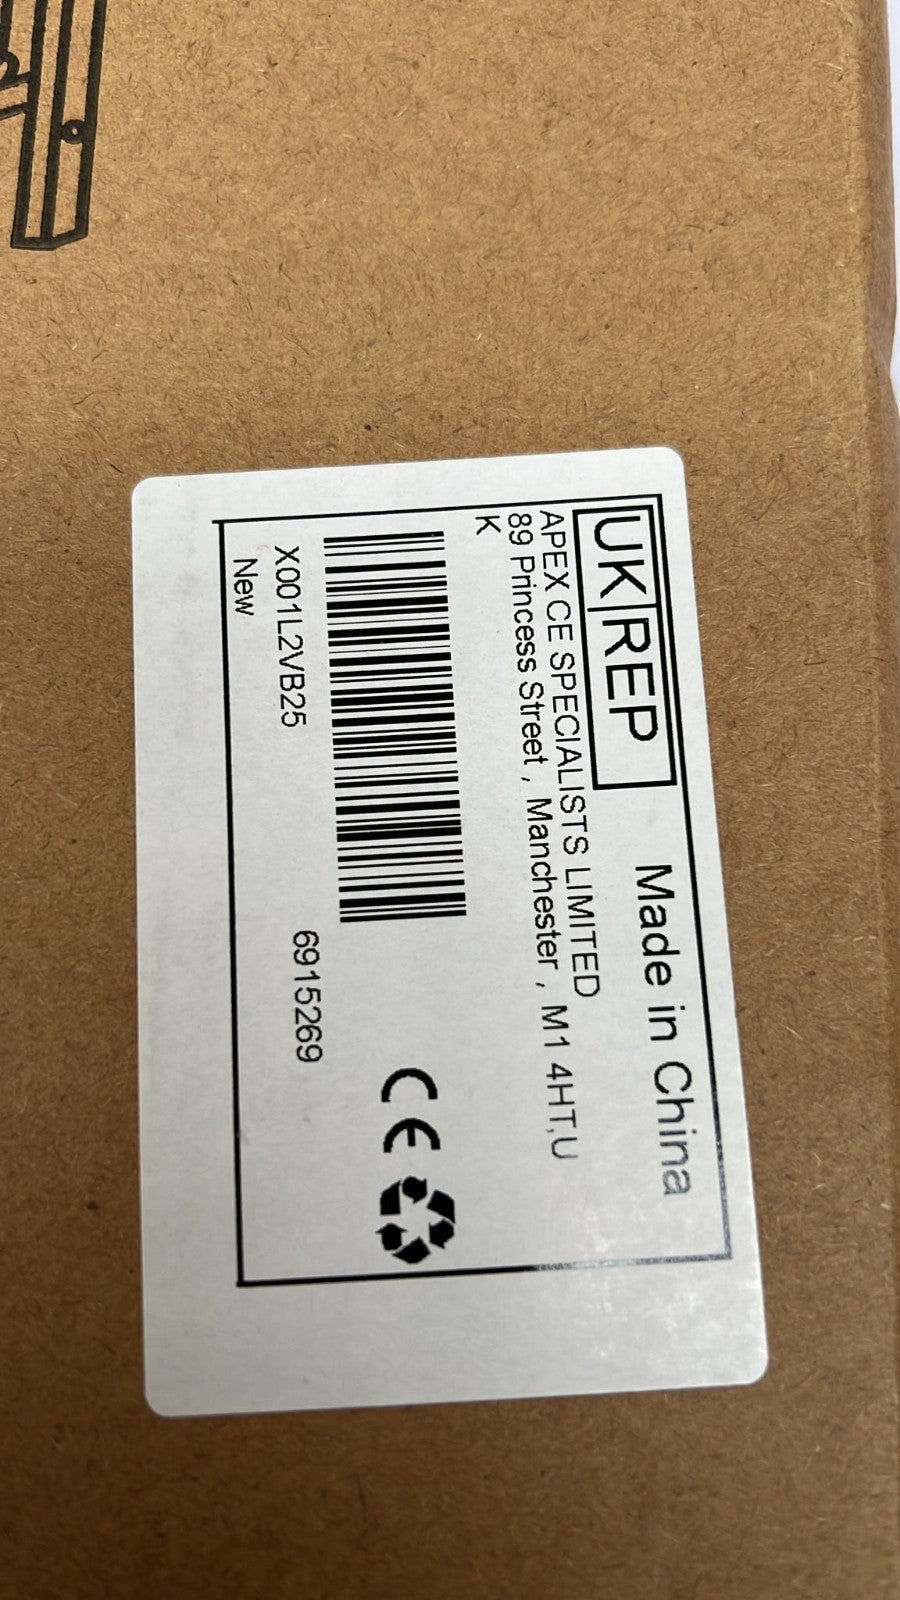 UK REP
Made in China
APEX CE SPECIALISTS LIMITED
89 Princess Street , Manchester , M1 4HT,U
K
X001L2VB25
6915269
New
CE